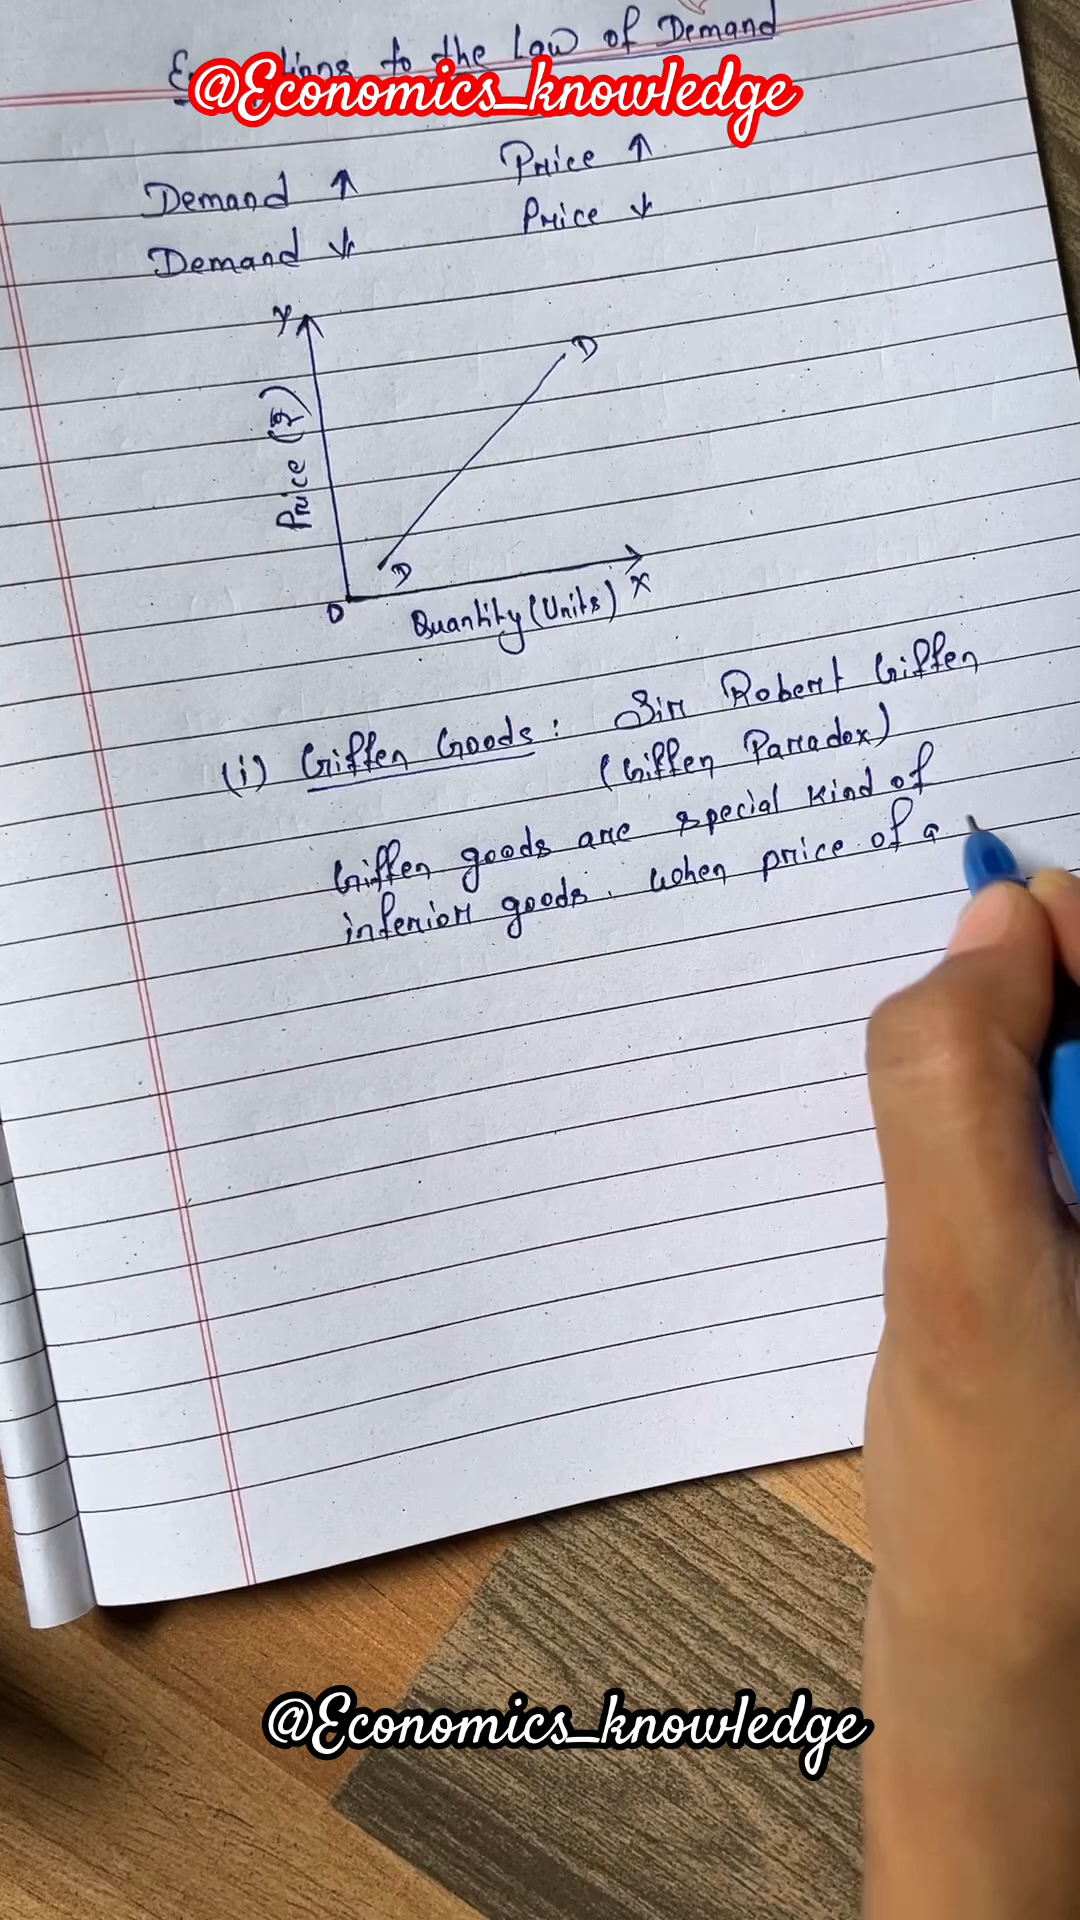 to the Law of Demand
@Economics_knowledge
Demand ↑ Price ↑
Demand ↓ Price ↓
Y
Price (₹)
D
D
O
Quantity (Units) X
(i) Giffen Goods : Sir Robert Giffen
(Giffen Paradox)
Giffen goods are special kind of
inferior goods. When price of a
@Economics_knowledge